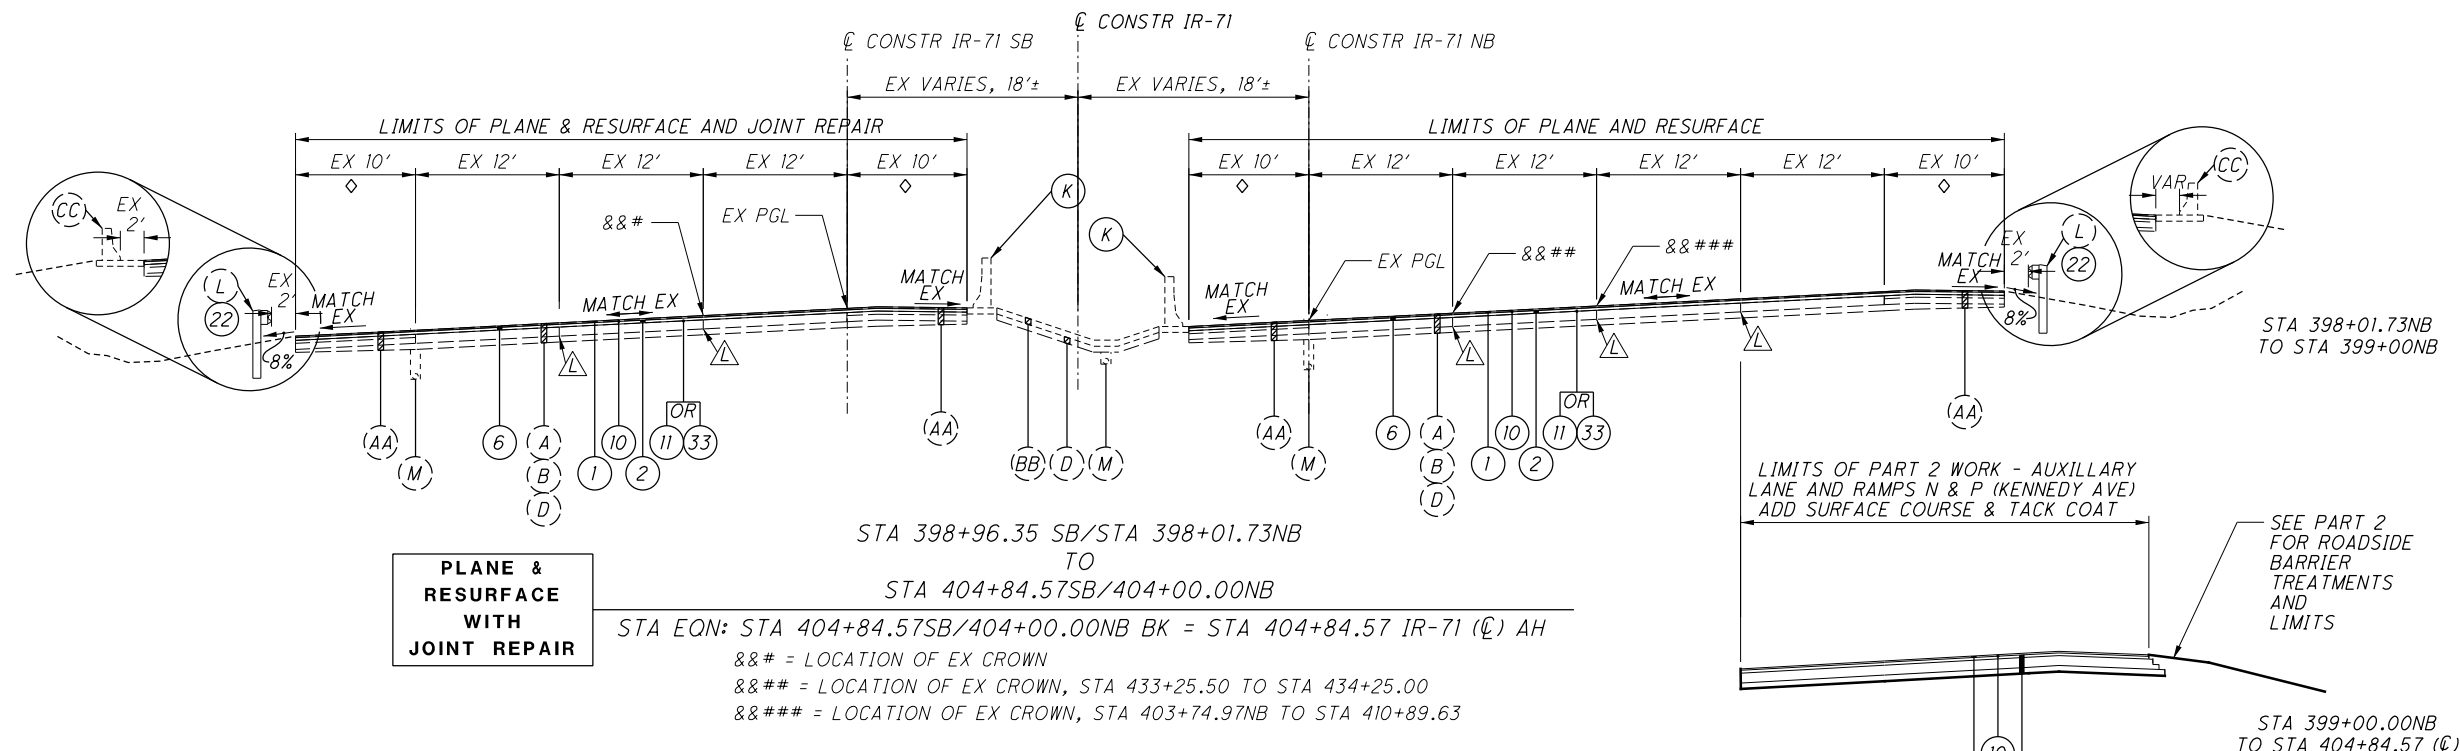 ℄ CONSTR IR-71
℄ CONSTR IR-71 SB
℄ CONSTR IR-71 NB
EX VARIES, 18'±
EX VARIES, 18'±
LIMITS OF PLANE & RESURFACE AND JOINT REPAIR
LIMITS OF PLANE AND RESURFACE
EX 10'
EX 12'
EX 12'
EX 12'
EX 10'
EX 10'
EX 12'
EX 12'
EX 12'
EX 12'
EX 10'
CC
EX
2'
L
22
EX
2'
MATCH
EX
8%
&&#
EX PGL
MATCH EX
MATCH
EX
K
K
MATCH
EX
EX PGL
&&##
&&###
MATCH EX
MATCH
EX
EX
2'
L
22
8%
VAR
CC
L
L
L
L
L
STA 398+01.73NB
TO STA 399+00NB
AA
M
6
A
B
D
1
10
2
OR
11
33
AA
BB
D
M
AA
M
6
A
B
D
1
10
2
OR
11
33
AA
LIMITS OF PART 2 WORK - AUXILLARY
LANE AND RAMPS N & P (KENNEDY AVE)
ADD SURFACE COURSE & TACK COAT
SEE PART 2
FOR ROADSIDE
BARRIER
TREATMENTS
AND
LIMITS
STA 398+96.35 SB/STA 398+01.73NB
TO
STA 404+84.57SB/404+00.00NB
PLANE &
RESURFACE
WITH
JOINT REPAIR
STA EQN: STA 404+84.57SB/404+00.00NB BK = STA 404+84.57 IR-71 (℄) AH
&&# = LOCATION OF EX CROWN
&&## = LOCATION OF EX CROWN, STA 433+25.50 TO STA 434+25.00
&&### = LOCATION OF EX CROWN, STA 403+74.97NB TO STA 410+89.63
10
STA 399+00.00NB
TO STA 404+84.57 (℄)